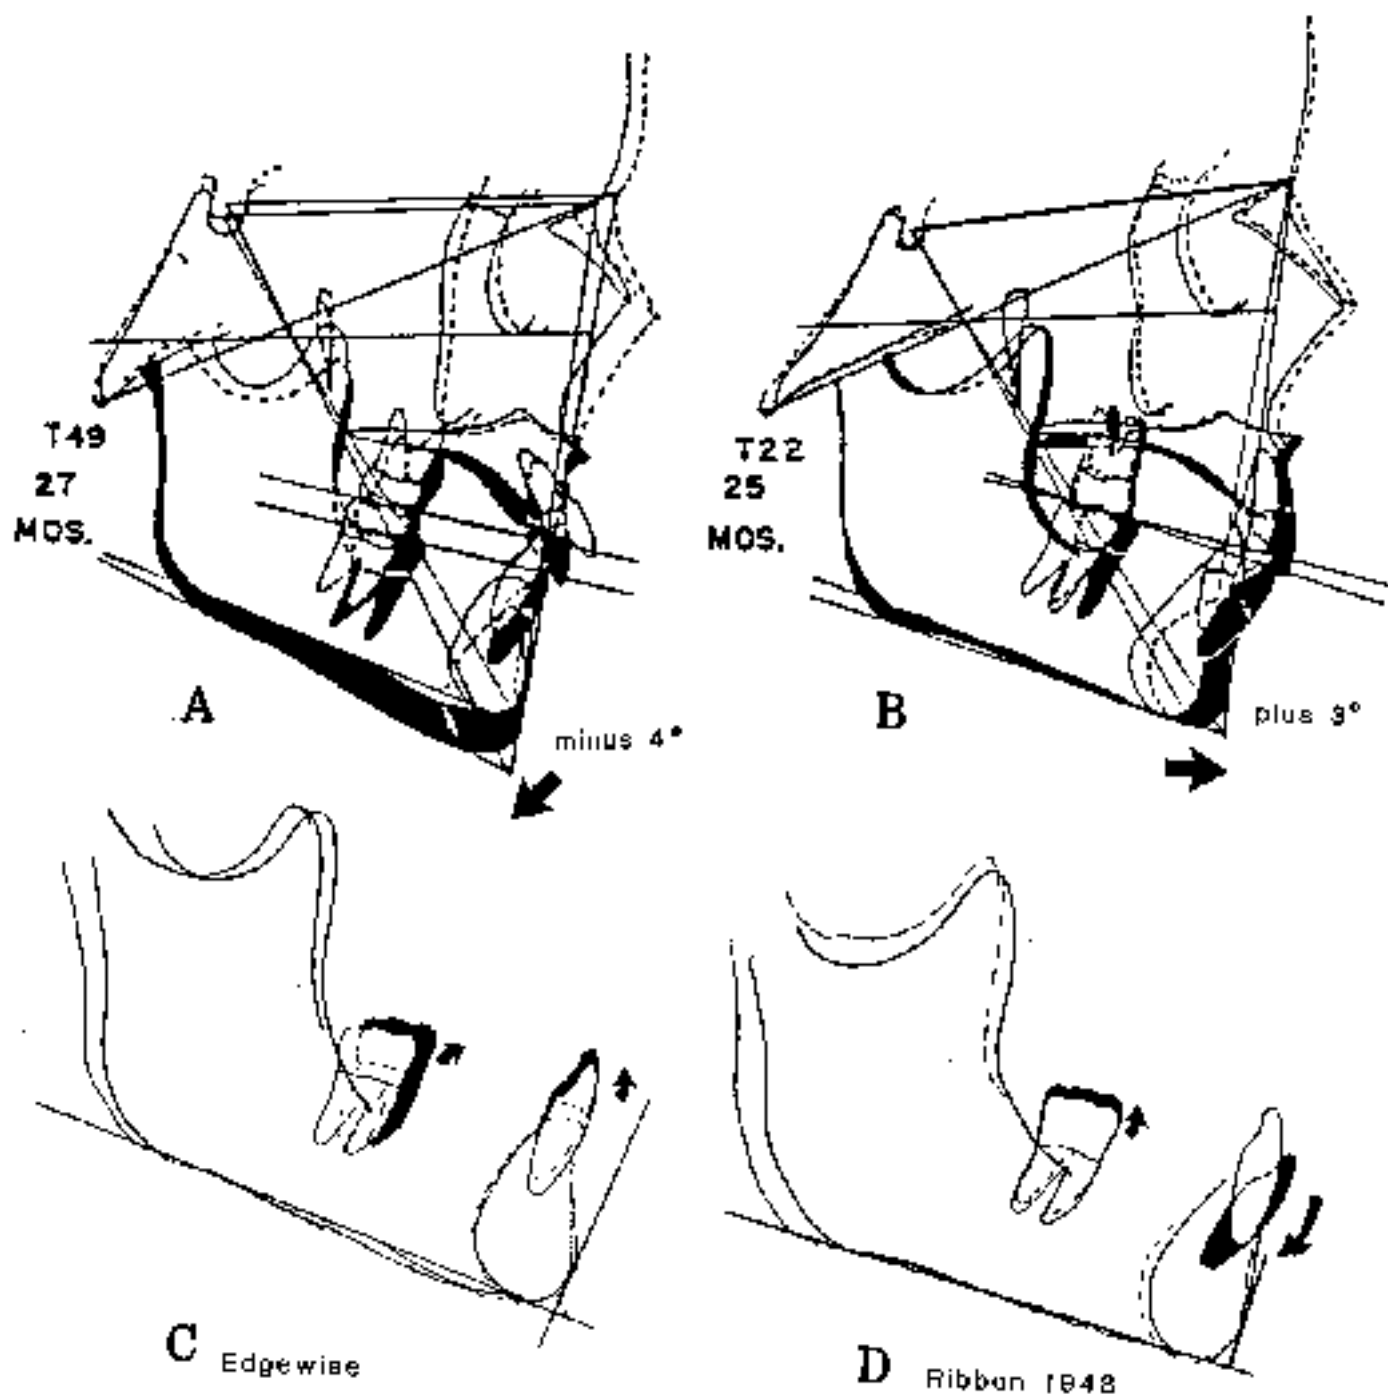 T49
27
MOS.
T22
25
MOS.
A
minus 4°
B
plus 3°
C Edgewise
D Ribbon 1948